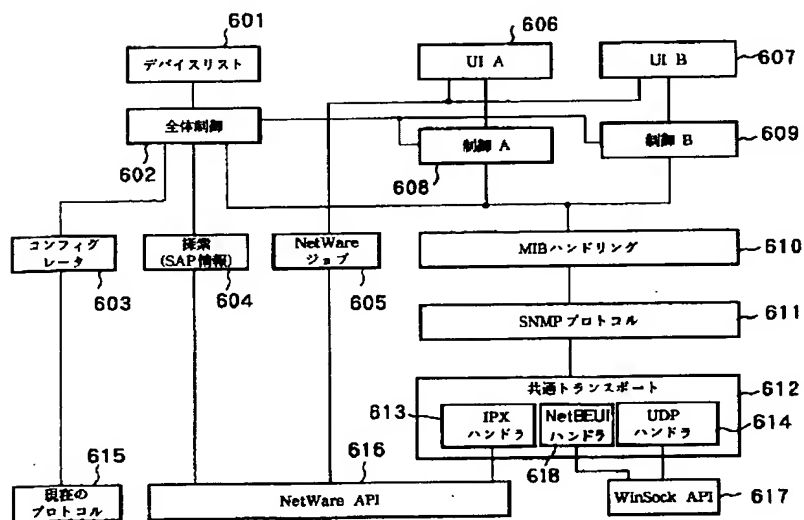 601
デバイスリスト
606
UI A
UI B
607
全体制御
602
制御 A
608
制御 B
609
コンフィグ
レータ
603
探索
(SAP 情報)
604
NetWare
ジョブ
605
MIBハンドリング
610
SNMPプロトコル
611
共通トランスポート
612
613
IPX
ハンドラ
NetBEUI
ハンドラ
618
UDP
ハンドラ
614
615
現在の
プロトコル
616
NetWare API
WinSock API
617